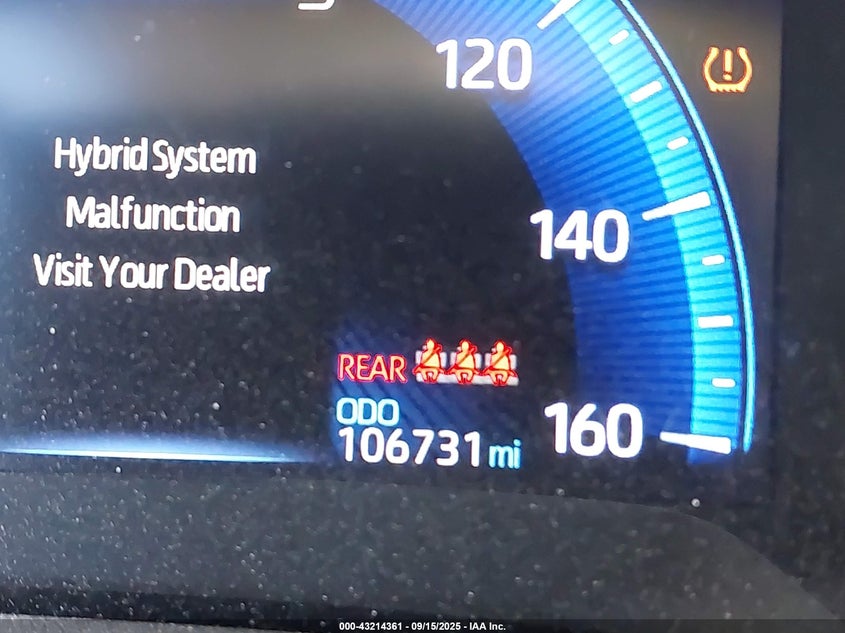 120
Hybrid System
Malfunction
Visit Your Dealer
140
REAR
ODO
106731 mi
160
000-43214361 - 09/15/2025 - IAA Inc.